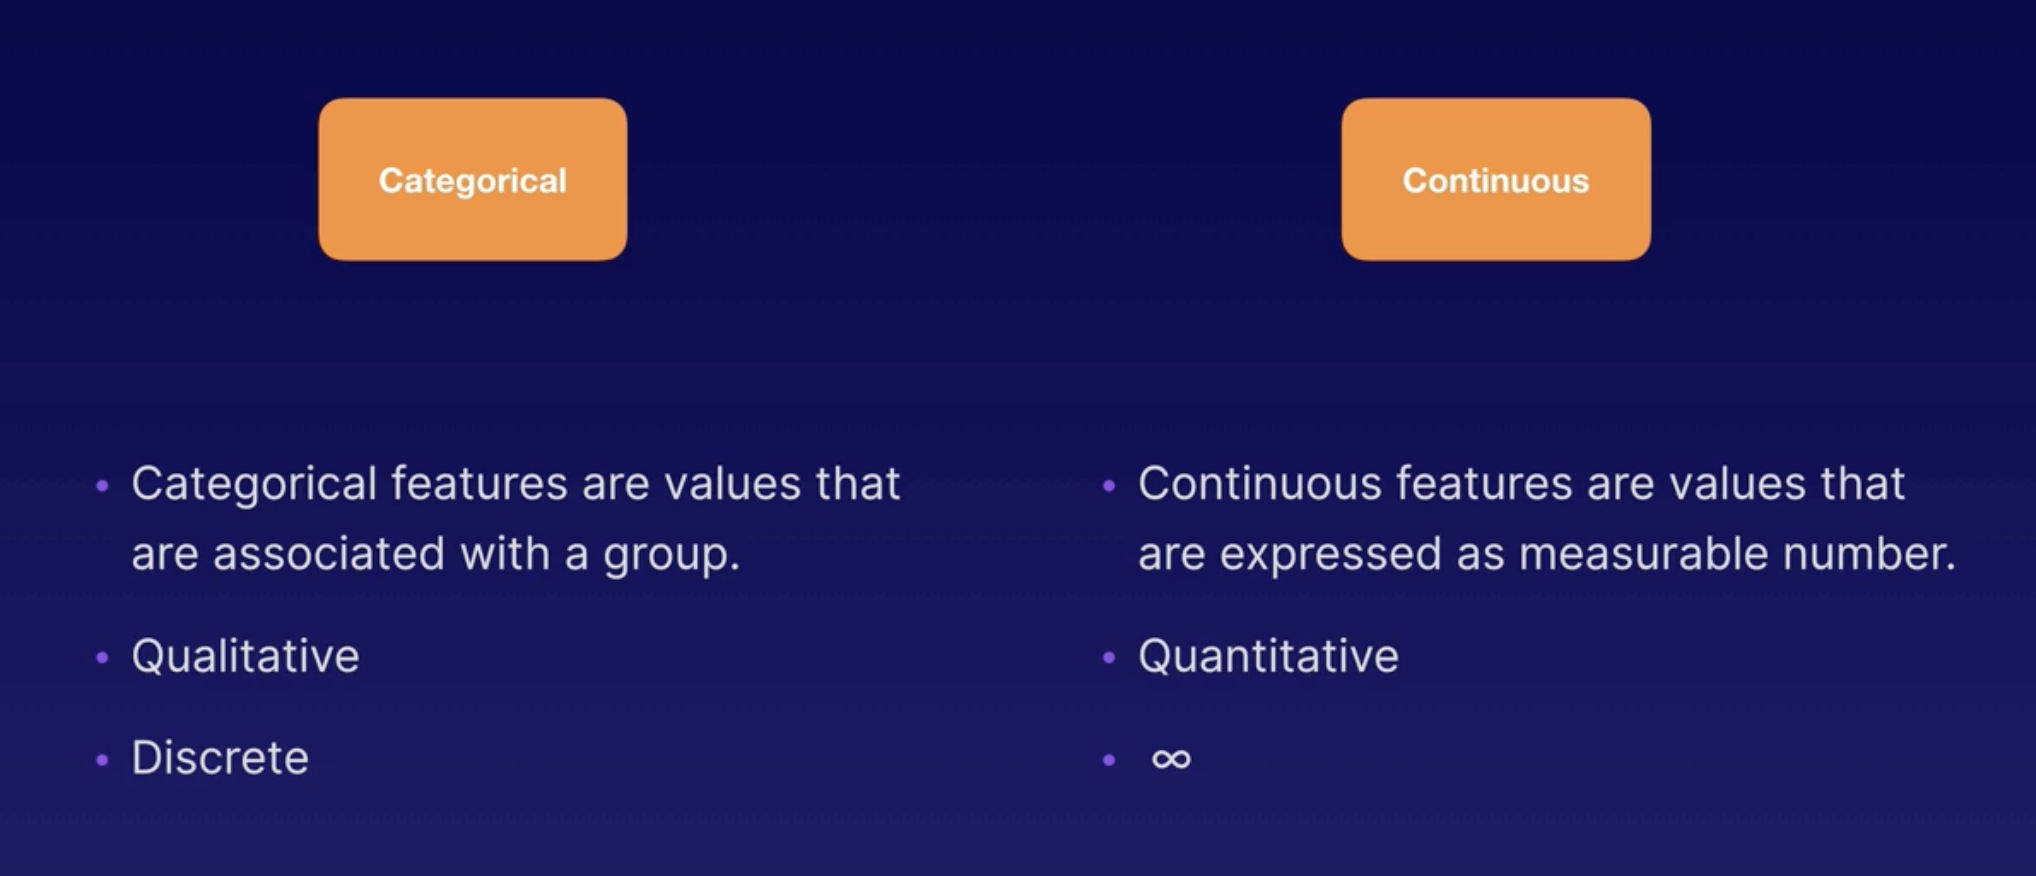 Categorical
Categorical features are values that
are associated with a group.
Qualitative
Discrete
Continuous
Continuous features are values that
are expressed as measurable number.
Quantitative
∞